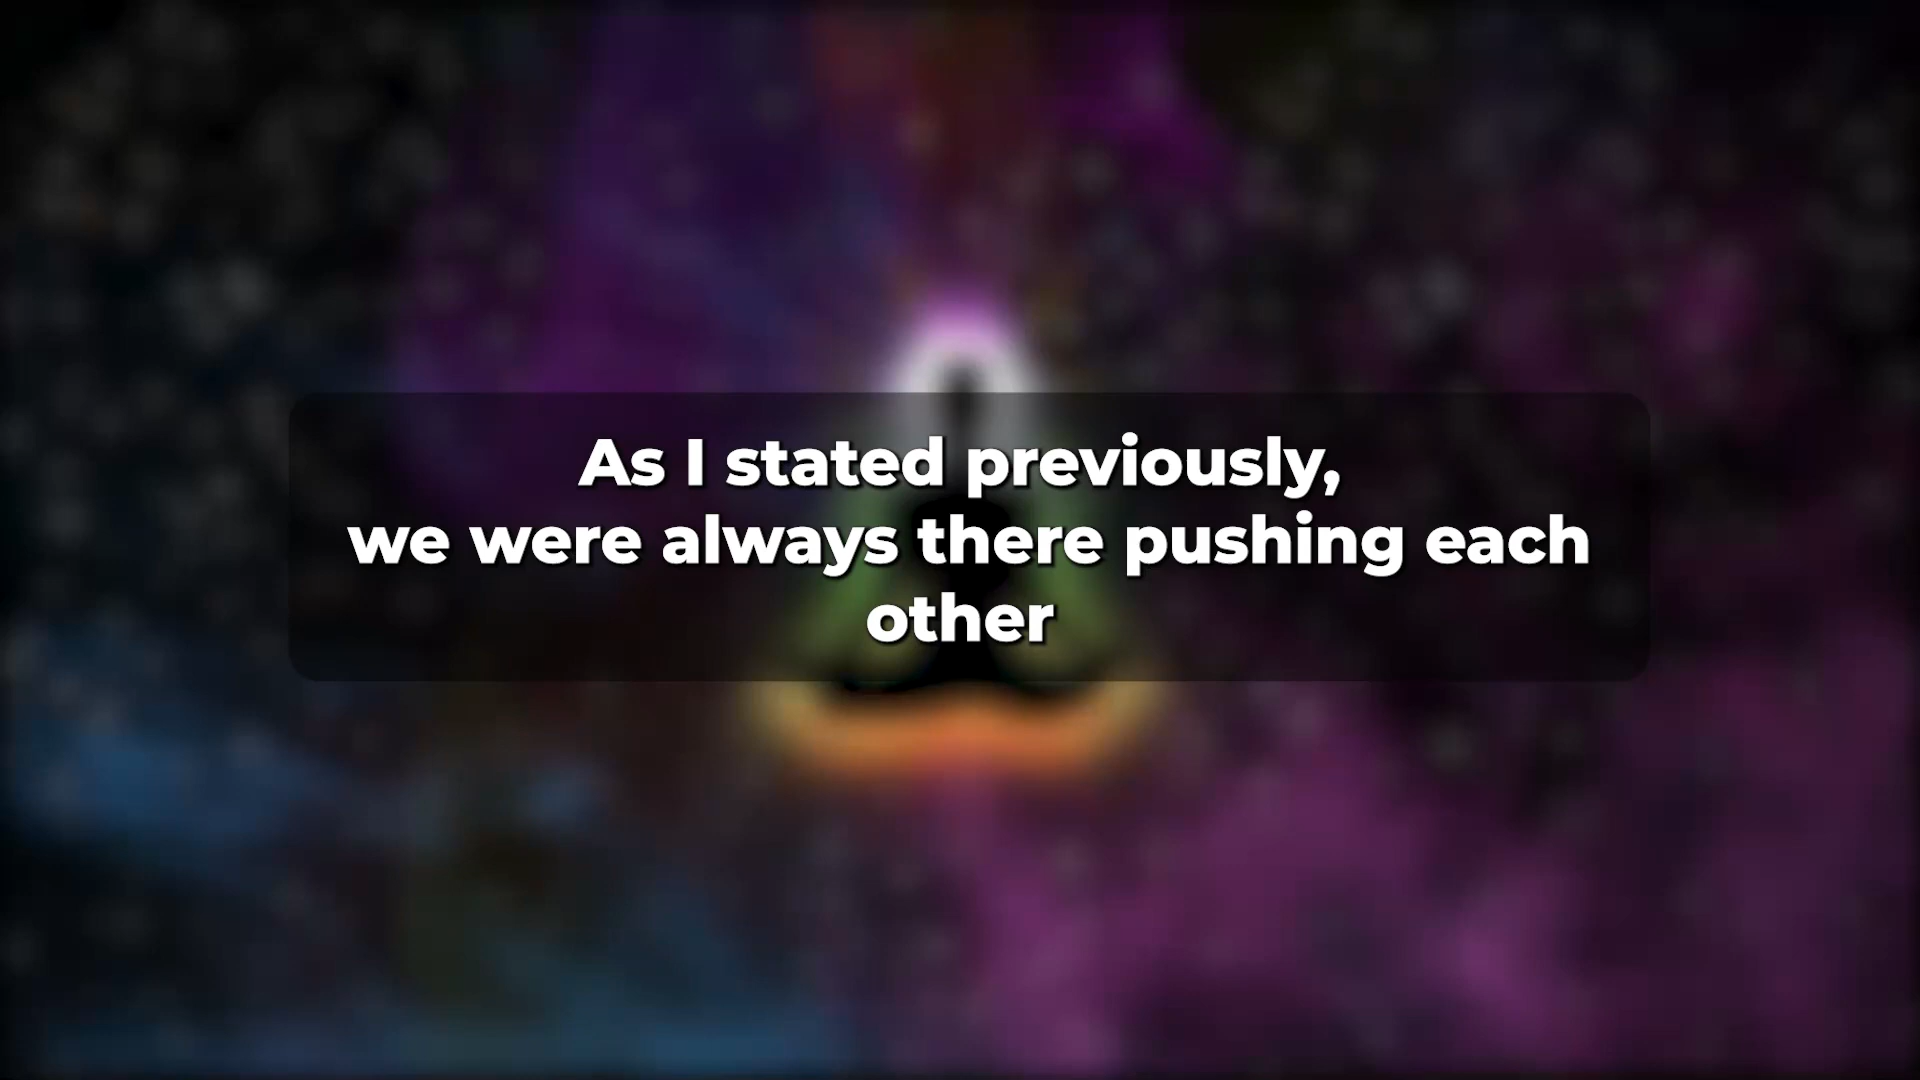 As I stated previously,
we were always there pushing each
other